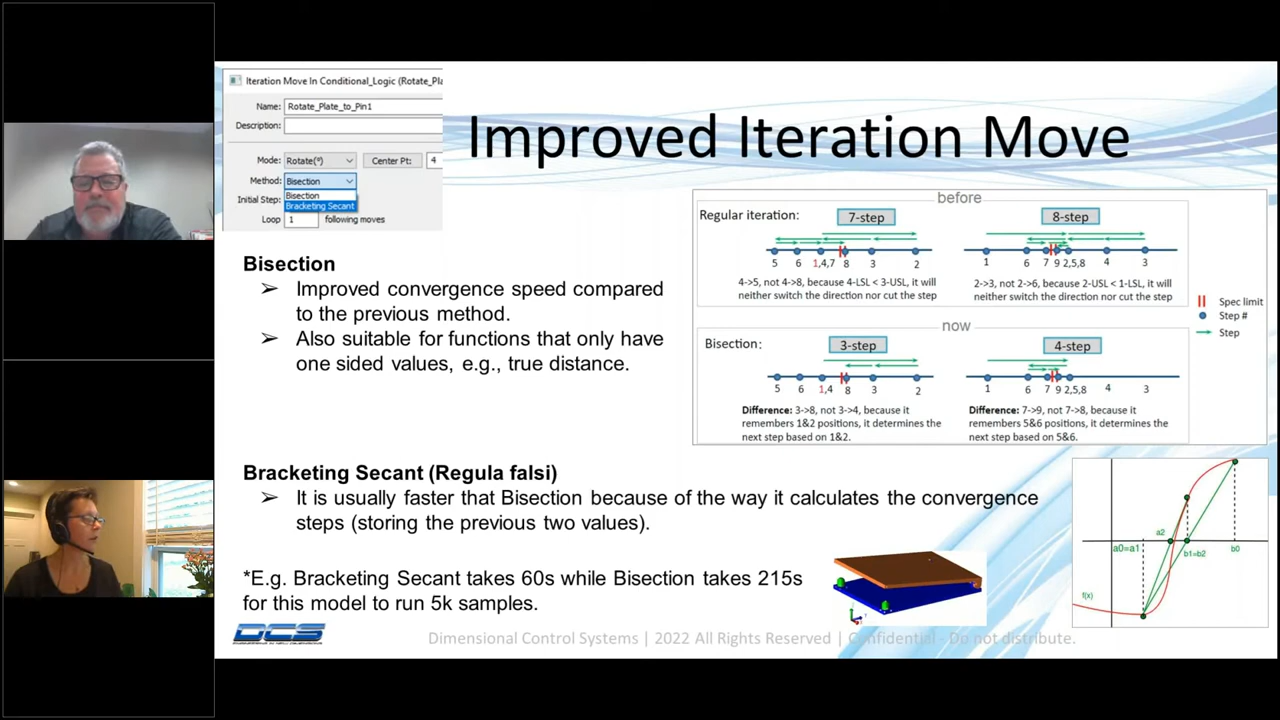 Iteration Move In Conditional_Logic (Rotate_Pla
Name: Rotate_Plate_to_Pin1
Description:
Mode: Rotate(°) Center Pt: 4
Method: Bisection
Bisection
Bracketing Secant
Initial Step:
Loop 1 following moves
Improved Iteration Move
Bisection
➢ Improved convergence speed compared
to the previous method.
➢ Also suitable for functions that only have
one sided values, e.g., true distance.
before
Regular iteration: 7-step 8-step
5 6 1,4,7 8 3 2
1 6 7 9 2,5,8 4 3
4->5, not 4->8, because 4-LSL < 3-USL, it will
neither switch the direction nor cut the step
2->3, not 2->6, because 2-USL < 1-LSL, it will
neither switch the direction nor cut the step
now
Bisection: 3-step 4-step
5 6 1,4 8 3 2
1 6 7 9 2,5,8 4 3
Difference: 3->8, not 3->4, because it
remembers 1&2 positions, it determines the
next step based on 1&2.
Difference: 7->9, not 7->8, because it
remembers 5&6 positions, it determines the
next step based on 5&6.
Spec limit
Step #
Step
Bracketing Secant (Regula falsi)
➢ It is usually faster that Bisection because of the way it calculates the convergence
steps (storing the previous two values).
*E.g. Bracketing Secant takes 60s while Bisection takes 215s
for this model to run 5k samples.
a2
a0=a1 b1=b2 b0
f(x)
DCS
Dimensional Control Systems | 2022 All Rights Reserved | Confidential - Do not distribute.